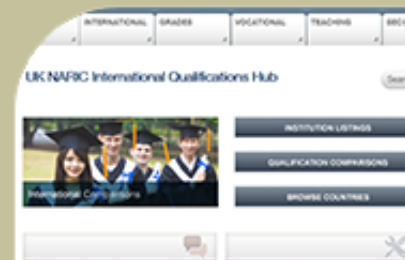 INTERNATIONAL GRADES VOCATIONAL TEACHING
UK NARIC International Qualifications Hub
INSTITUTION LISTINGS
QUALIFICATION COMPARISONS
BROWSE COUNTRIES
International Comparisons